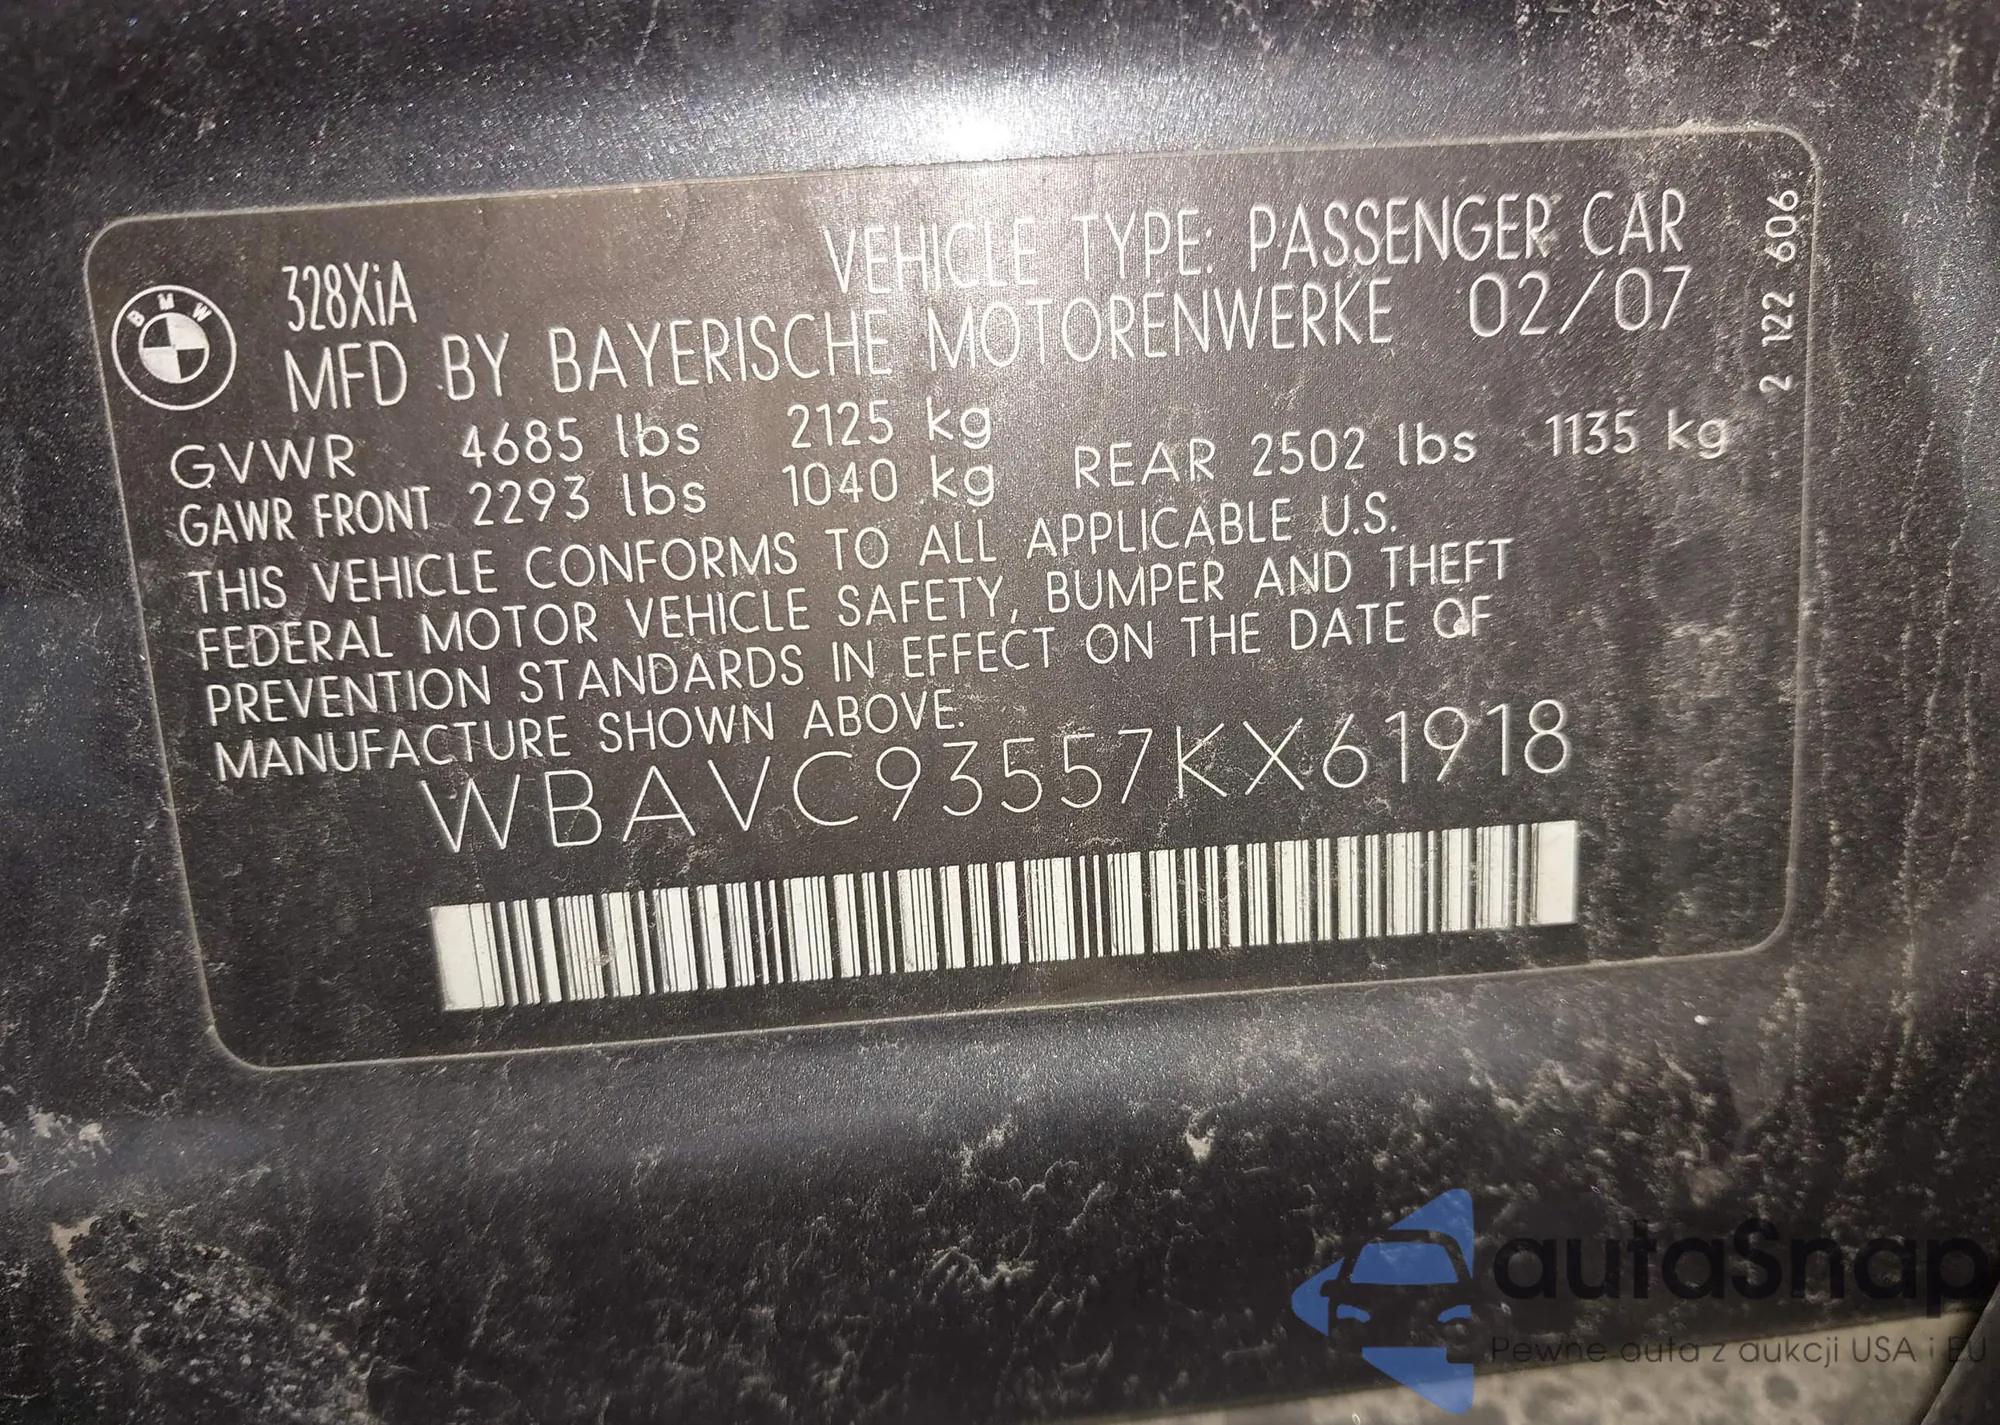 VEHICLE TYPE: PASSENGER CAR
328XiA
BMW
MFD BY BAYERISCHE MOTORENWERKE 02/07
GVWR 4685 lbs 2125 kg
GAWR FRONT 2293 lbs 1040 kg REAR 2502 lbs 1135 kg
THIS VEHICLE CONFORMS TO ALL APPLICABLE U.S.
FEDERAL MOTOR VEHICLE SAFETY, BUMPER AND THEFT
PREVENTION STANDARDS IN EFFECT ON THE DATE OF
MANUFACTURE SHOWN ABOVE.
WBAVC93557KX61918
2 122 606
autaSnap
Pewne auta z aukcji USA i EU